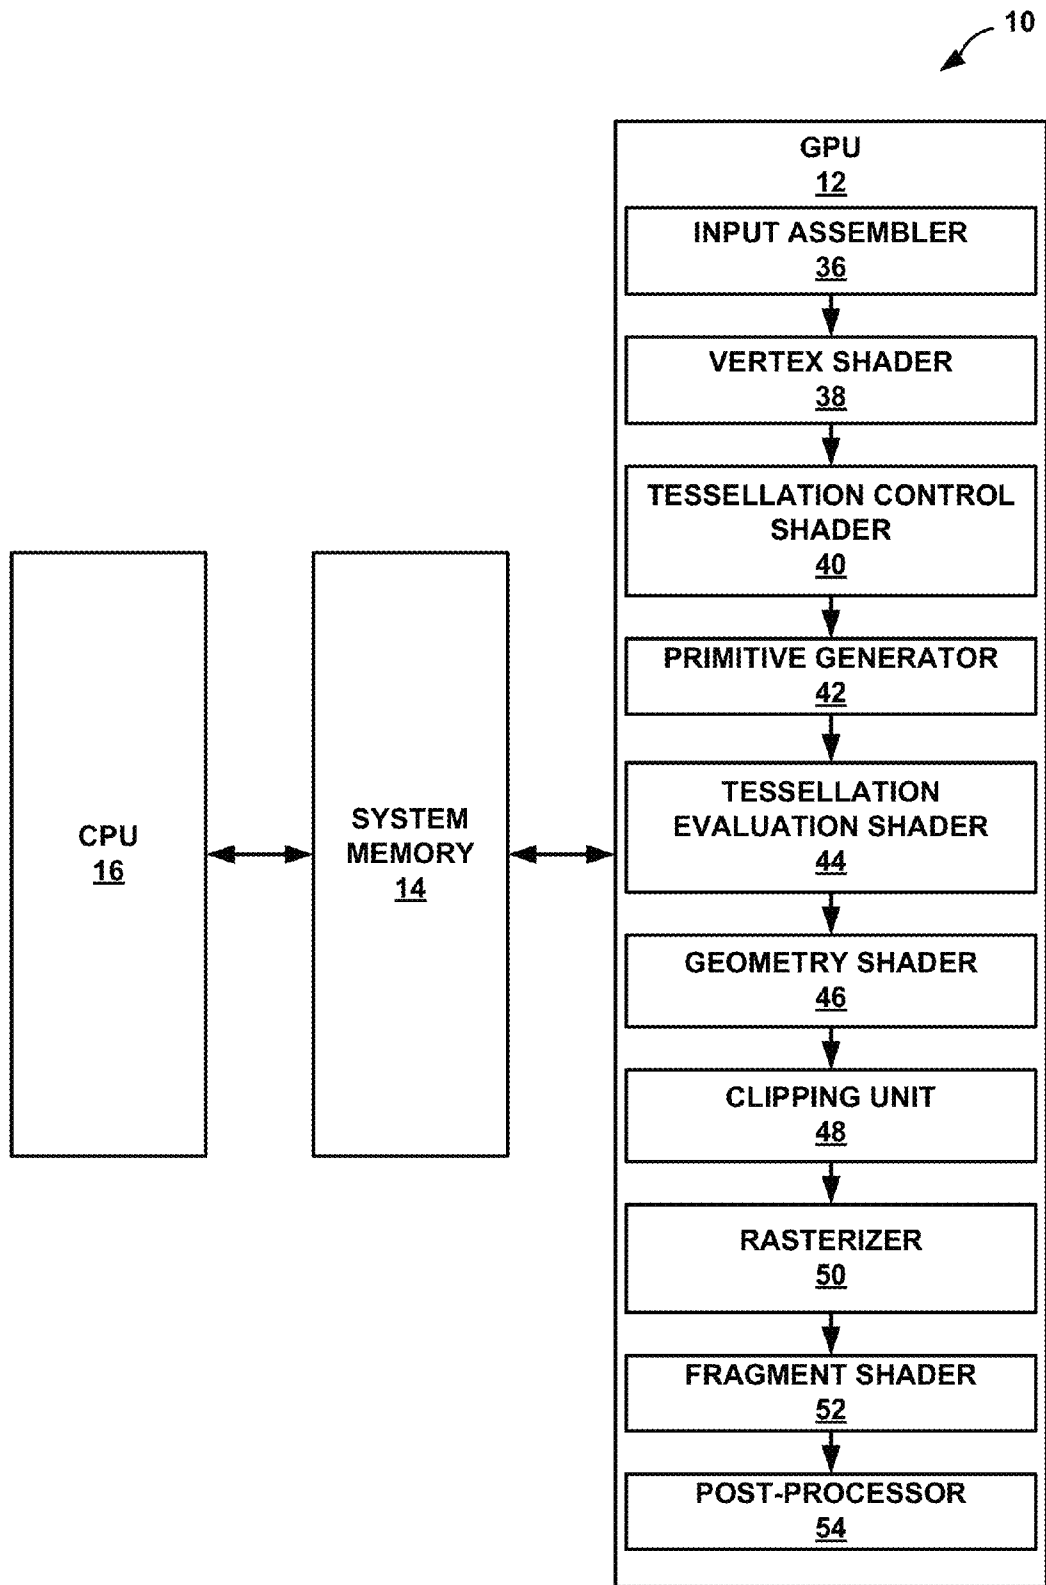 10
GPU
12
INPUT ASSEMBLER
36
VERTEX SHADER
38
TESSELLATION CONTROL
SHADER
40
PRIMITIVE GENERATOR
42
TESSELLATION
EVALUATION SHADER
44
GEOMETRY SHADER
46
CLIPPING UNIT
48
RASTERIZER
50
FRAGMENT SHADER
52
POST-PROCESSOR
54
CPU
16
SYSTEM
MEMORY
14